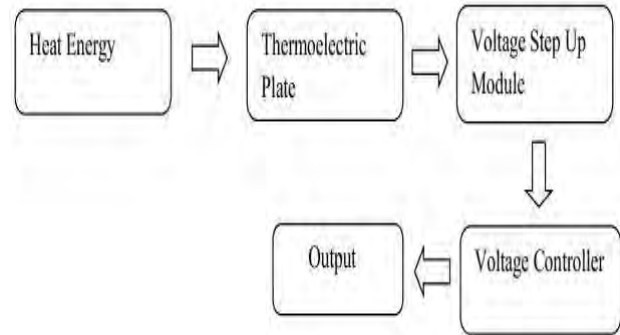 Heat Energy
Thermoelectric
Plate
Voltage Step Up
Module
Voltage Controller
Output